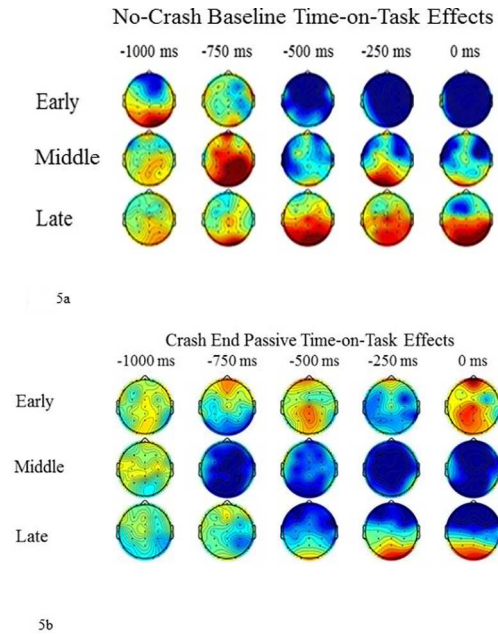 No-Crash Baseline Time-on-Task Effects
-1000 ms -750 ms -500 ms -250 ms 0 ms
Early
Middle
Late
5a
Crash End Passive Time-on-Task Effects
-1000 ms -750 ms -500 ms -250 ms 0 ms
Early
Middle
Late
5b